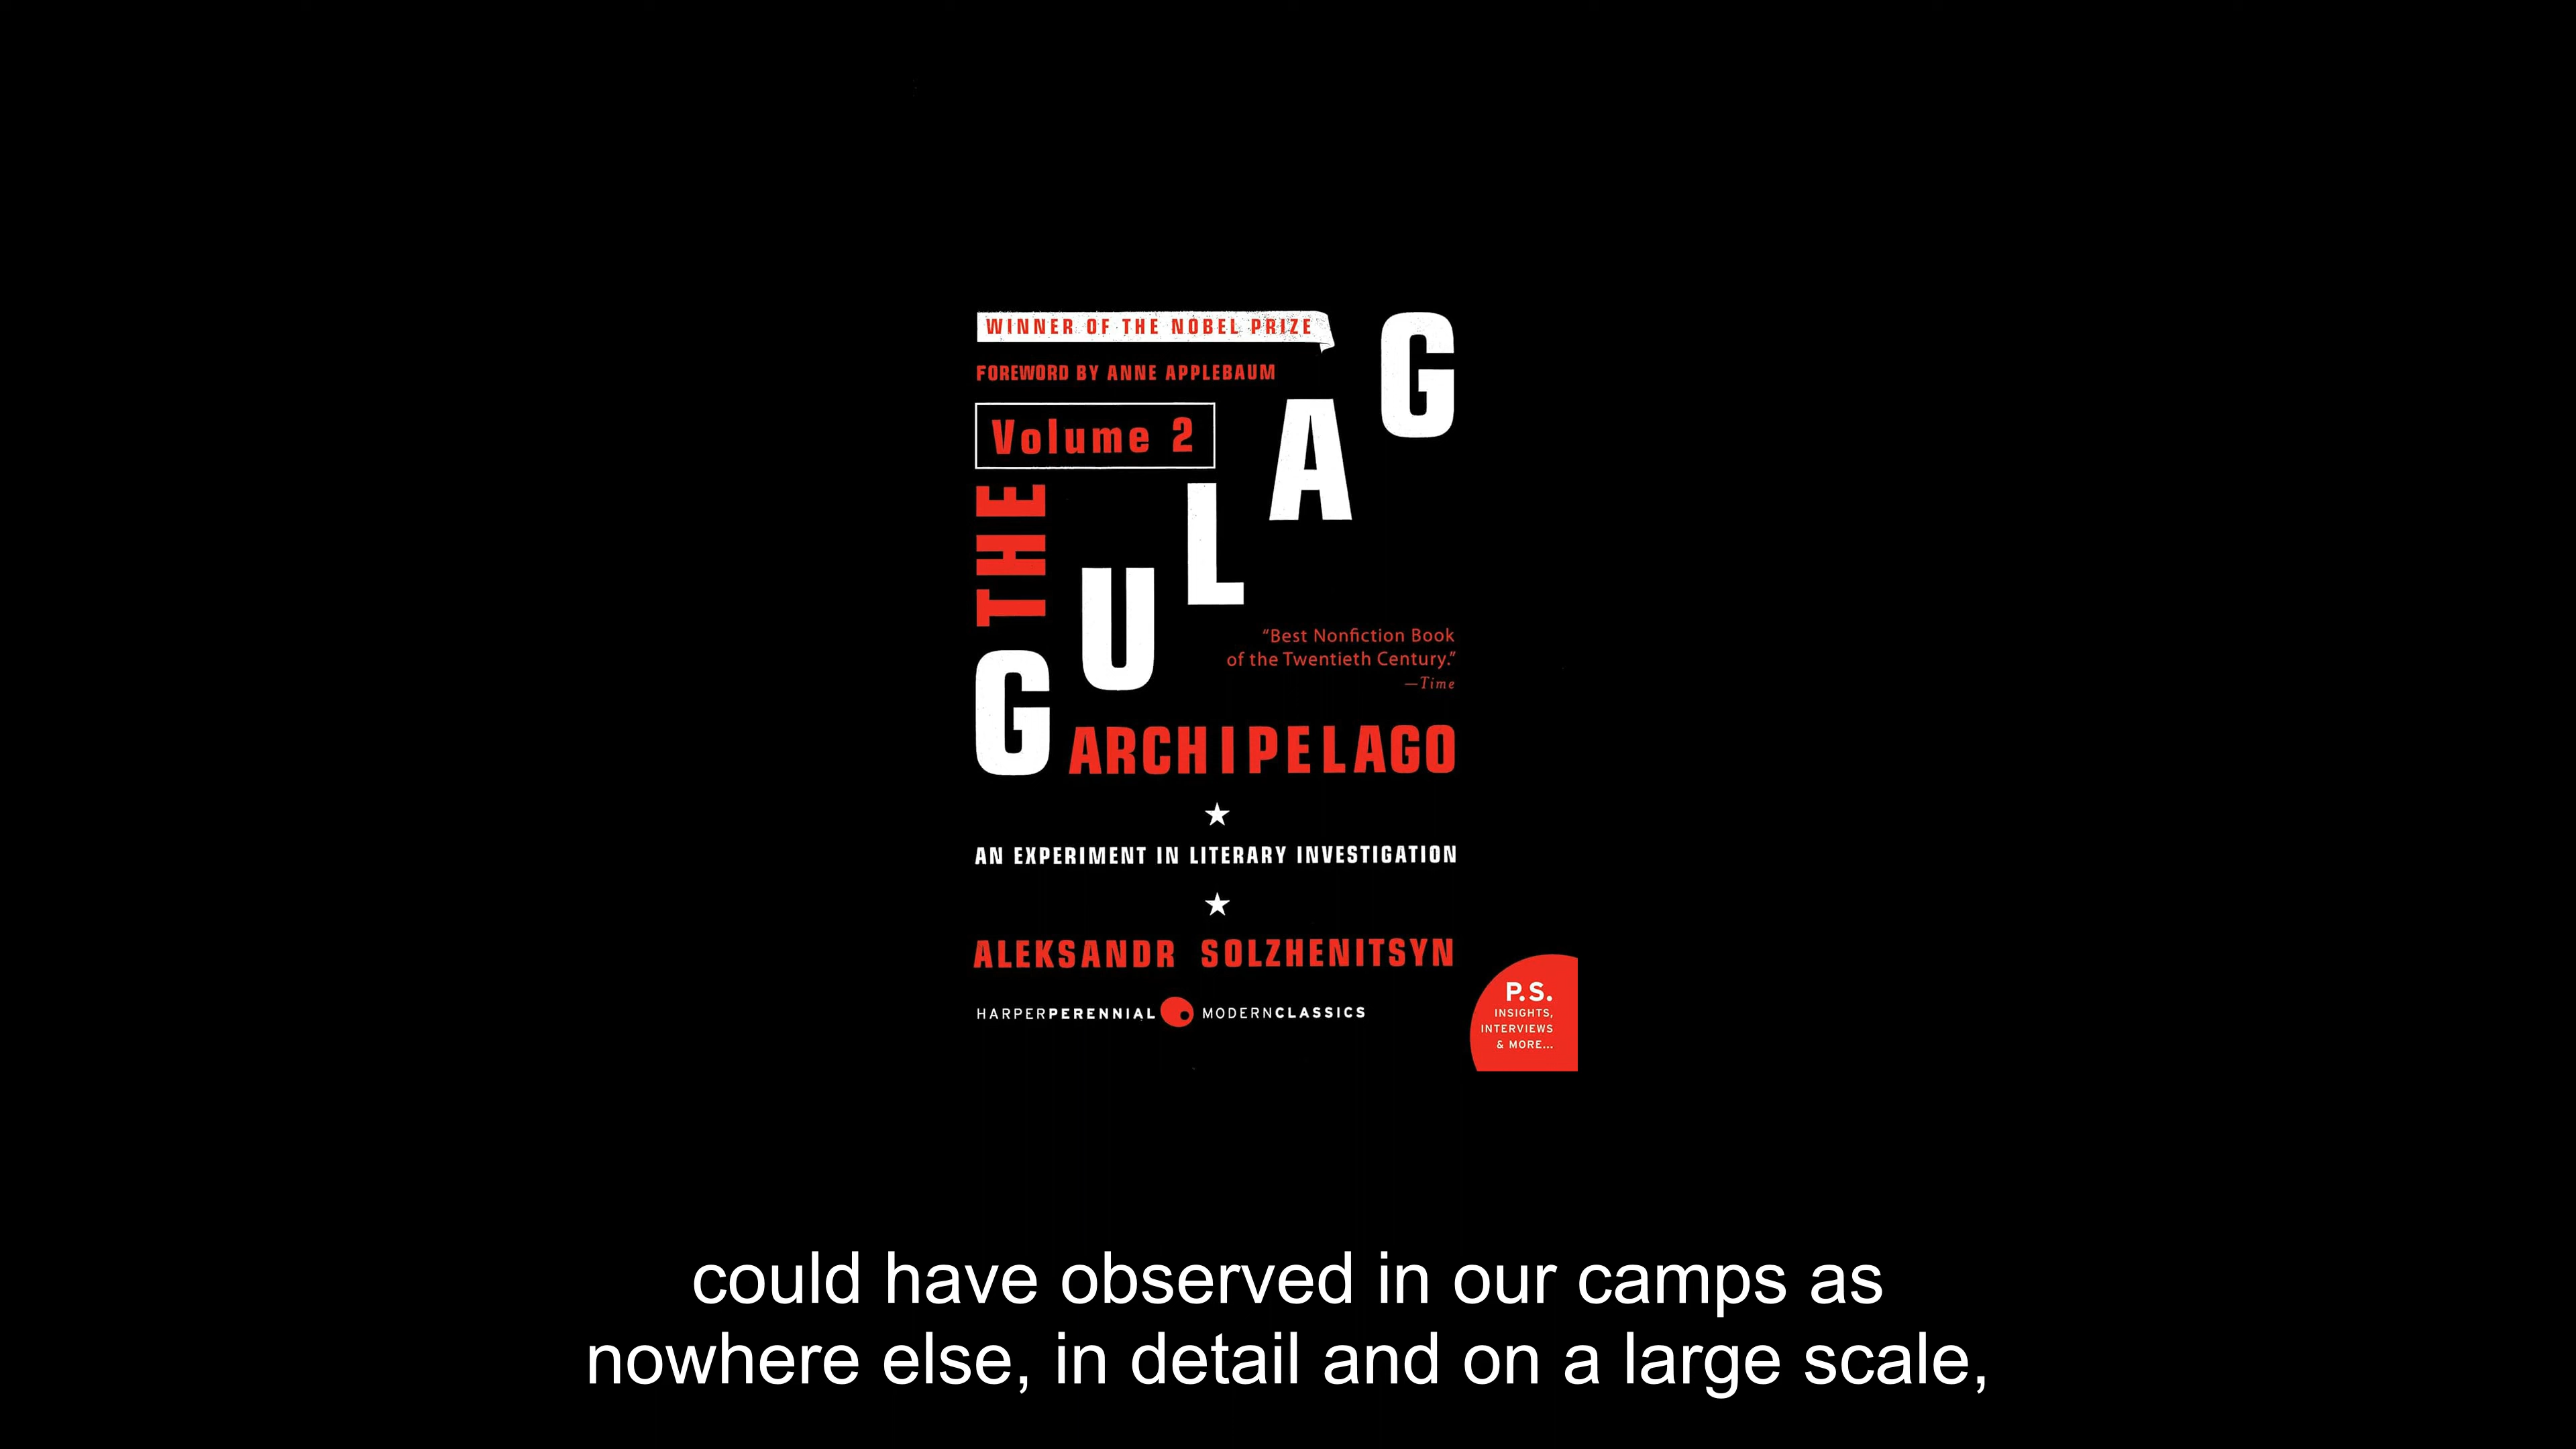 WINNER OF THE NOBEL PRIZE
FOREWORD BY ANNE APPLEBAUM
Volume 2
THE
GULAG
ARCHIPELAGO
“Best Nonfiction Book
of the Twentieth Century.”
—Time
AN EXPERIMENT IN LITERARY INVESTIGATION
ALEKSANDR SOLZHENITSYN
HARPERPERENNIAL MODERNCLASSICS
P.S.
INSIGHTS,
INTERVIEWS
& MORE...
could have observed in our camps as
nowhere else, in detail and on a large scale,